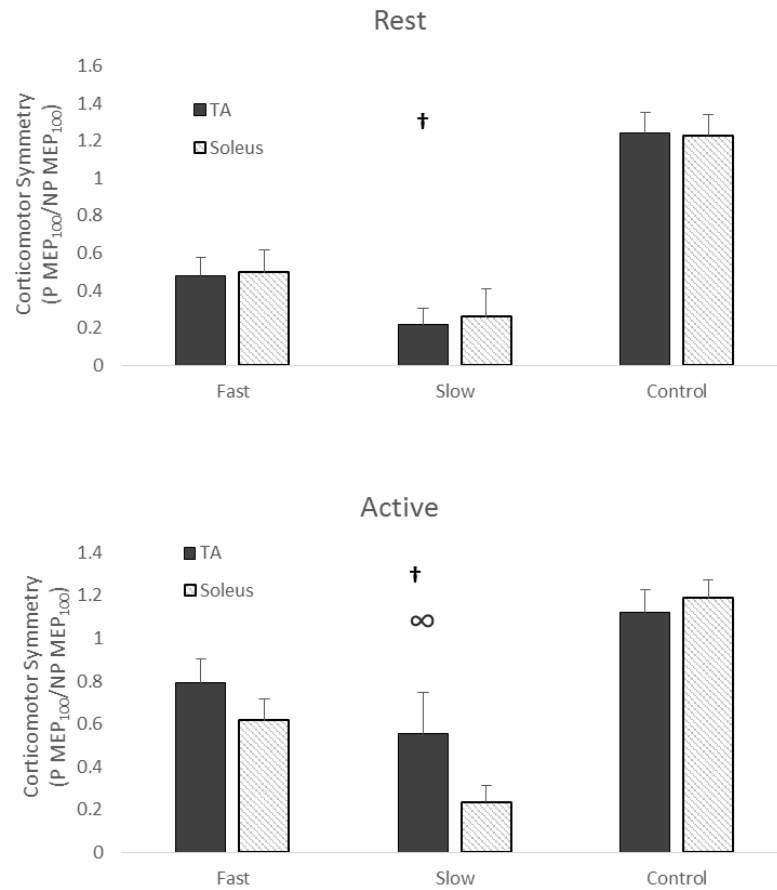 Rest
Corticomotor Symmetry
(P MEP₁₀₀/NP MEP₁₀₀)
1.6
1.4
1.2
1
0.8
0.6
0.4
0.2
0
TA
Soleus
†
Fast Slow Control
Active
Corticomotor Symmetry
(P MEP₁₀₀/NP MEP₁₀₀)
1.4
1.2
1
0.8
0.6
0.4
0.2
0
TA
Soleus
†
∞
Fast Slow Control